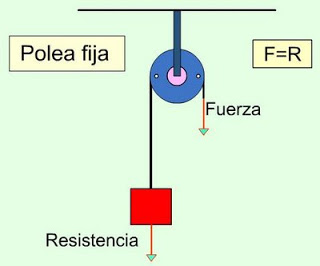 Polea fija
F=R
Fuerza
Resistencia